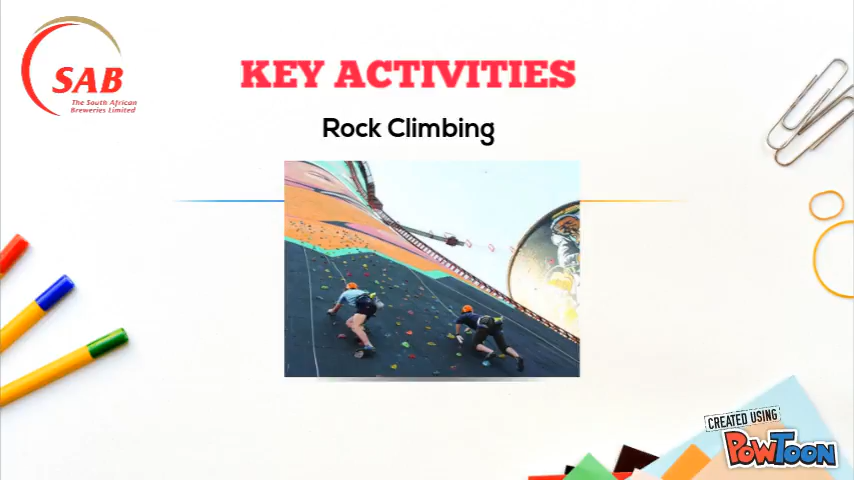 SAB
The South African
Breweries Limited
KEY ACTIVITIES
Rock Climbing
CREATED USING
POWTOON